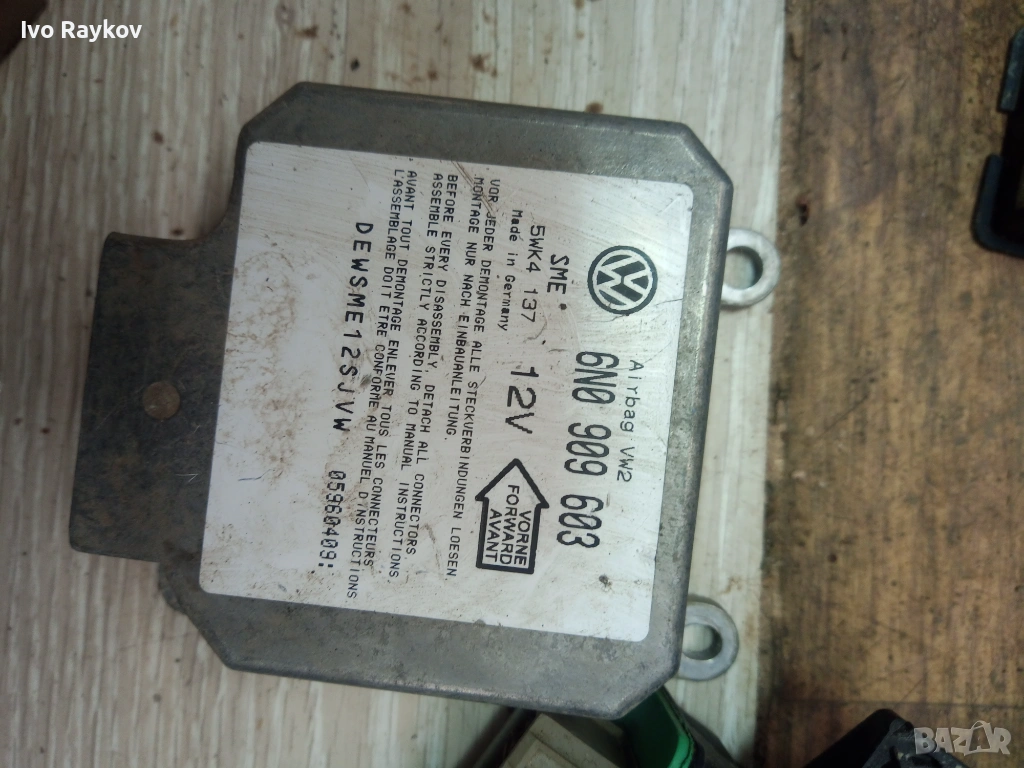 Ivo Raykov
Airbag VW2
6N0 909 603
SME.
5WK4 137
12V
Made in Germany
VORNE
FORWARD
AVANT
VOR JEDER DEMONTAGE ALLE STECKVERBINDUNGEN LOESEN
MONTAGE NUR NACH EINBAUANLEITUNG.
BEFORE EVERY DISASSEMBLY, DETACH ALL CONNECTORS
ASSEMBLE STRICTLY ACCORDING TO MANUAL INSTRUCTIONS.
AVANT TOUT DEMONTAGE ENLEVER TOUS LES CONNECTEURS
L'ASSEMBLAGE DOIT ETRE CONFORME AU MANUEL D'INSTRUCTIONS
DEWSME12SJVW 05960409:
BAZAR